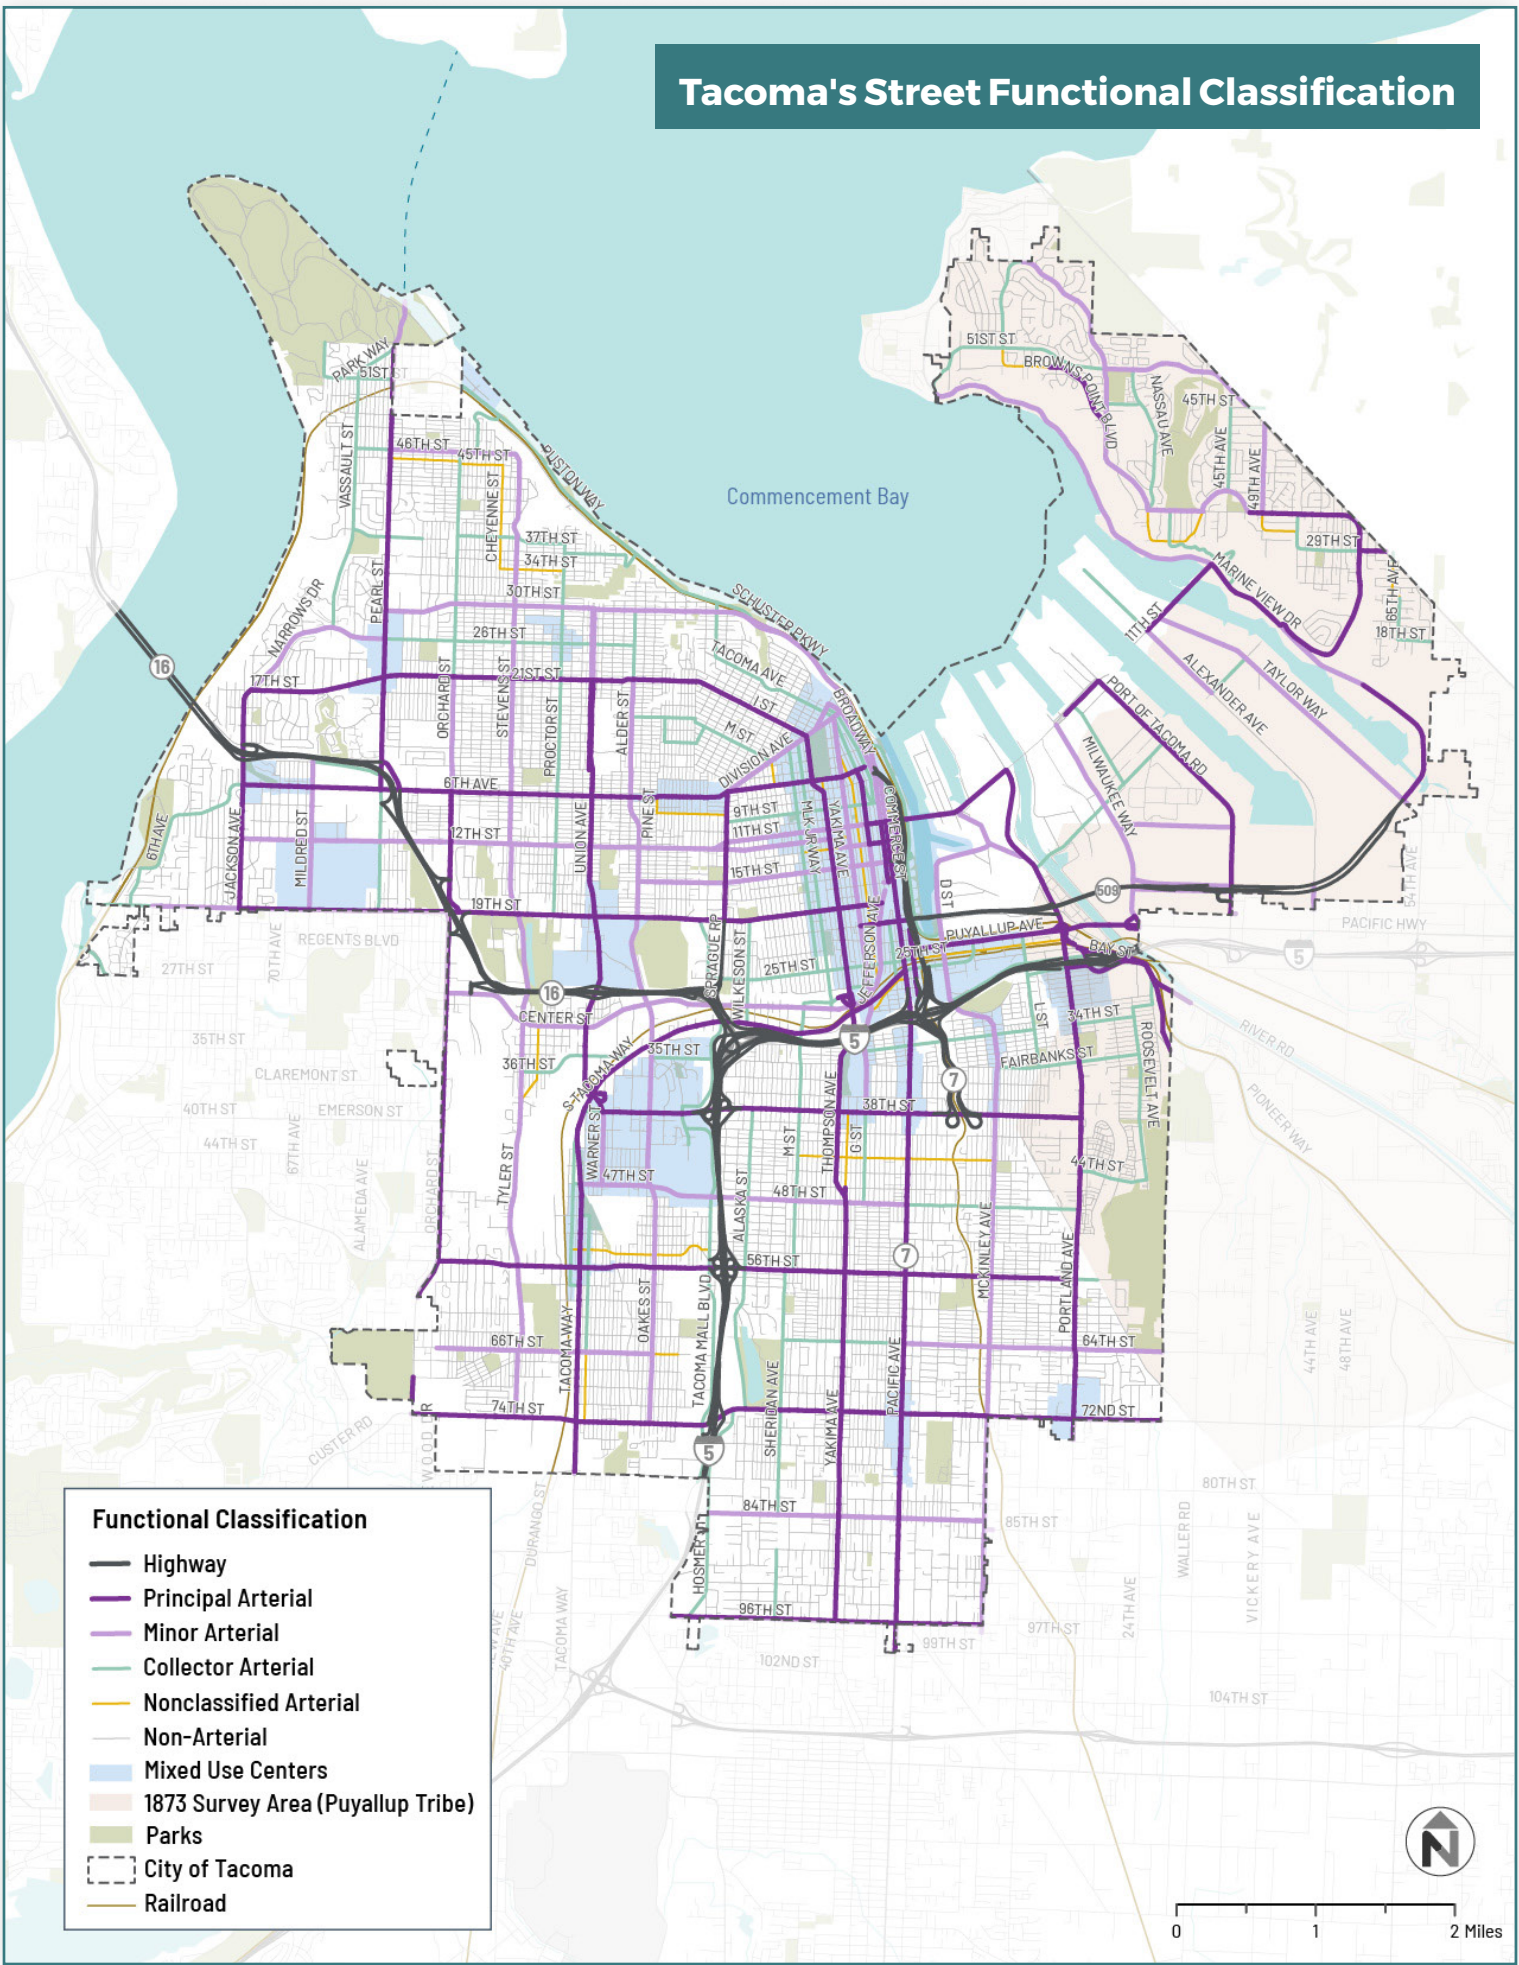 Tacoma's Street Functional Classification
PARK WAY
51ST ST
51ST ST
BROWNS POINT BLVD
NASSAU AVE
45TH ST
45TH AVE
49TH AVE
46TH ST
45TH ST
VASSAULT ST
CHEYENNE ST
RUSTON WAY
Commencement Bay
37TH ST
34TH ST
29TH ST
MARINE VIEW DR
65TH AVE
18TH ST
NARROWS DR
PEARL ST
30TH ST
SCHUSTER PKWY
11TH ST
26TH ST
16
TACOMA AVE
ALEXANDER AVE
TAYLOR WAY
17TH ST
ORCHARD ST
STEVENS ST
21ST ST
PROCTOR ST
ALDER ST
I ST
M ST
BROADWAY
PORT OF TACOMA RD
DIVISION AVE
MILWAUKEE WAY
6TH AVE
6TH AVE
JACKSON AVE
MILDRED ST
12TH ST
UNION AVE
PINE ST
9TH ST
11TH ST
15TH ST
MLK JR WAY
YAKIMA AVE
COMMERCE ST
D ST
509
54TH AVE
PACIFIC HWY
19TH ST
REGENTS BLVD
70TH AVE
27TH ST
SPRAGUE RP
WILKESON ST
JEFFERSON AVE
25TH ST
25TH ST
PUYALLUP AVE
BAY ST
5
16
CENTER ST
35TH ST
36TH ST
S TACOMA WAY
35TH ST
5
7
L ST
34TH ST
FAIRBANKS ST
ROOSEVELT AVE
RIVER RD
PIONEER WAY
CLAREMONT ST
40TH ST
EMERSON ST
44TH ST
67TH AVE
ALAMEDA AVE
ORCHARD ST
TYLER ST
WARNER ST
47TH ST
38TH ST
M ST
THOMPSON AVE
G ST
44TH ST
48TH ST
ALASKA ST
56TH ST
7
MCKINLEY AVE
PORTLAND AVE
66TH ST
TACOMA WAY
OAKES ST
TACOMA MALL BLVD
64TH ST
44TH AVE
48TH AVE
74TH ST
SHERIDAN AVE
YAKIMA AVE
PACIFIC AVE
72ND ST
CUSTER RD
5
80TH ST
84TH ST
85TH ST
DURANGO ST
HOSMER ST
WALLER RD
VICKERY AVE
24TH AVE
96TH ST
97TH ST
99TH ST
40TH AVE
TACOMA WAY
102ND ST
104TH ST
Functional Classification
Highway
Principal Arterial
Minor Arterial
Collector Arterial
Nonclassified Arterial
Non-Arterial
Mixed Use Centers
1873 Survey Area (Puyallup Tribe)
Parks
City of Tacoma
Railroad
N
0 1 2 Miles